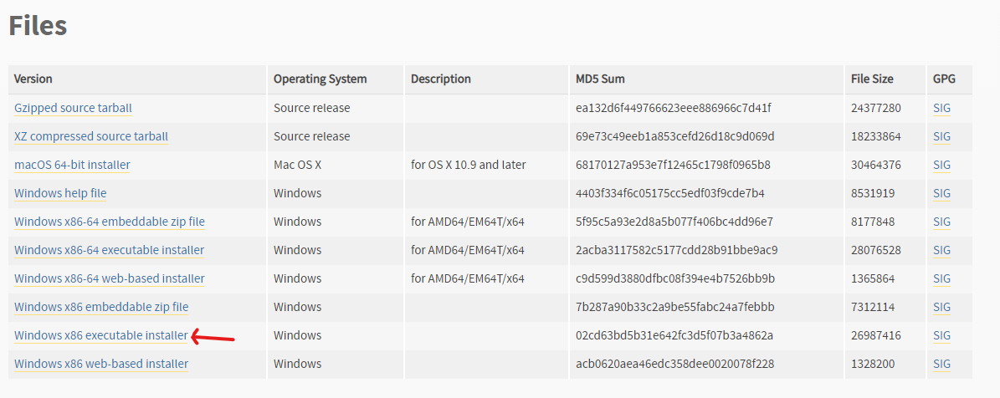 Files
Version Operating System Description MD5 Sum File Size GPG
Gzipped source tarball Source release ea132d6f449766623eee886966c7d41f 24377280 SIG
XZ compressed source tarball Source release 69e73c49eeb1a853cefd26d18c9d069d 18233864 SIG
macOS 64-bit installer Mac OS X for OS X 10.9 and later 68170127a953e7f12465c1798f0965b8 30464376 SIG
Windows help file Windows 4403f334f6c05175cc5edf03f9cde7b4 8531919 SIG
Windows x86-64 embeddable zip file Windows for AMD64/EM64T/x64 5f95c5a93e2d8a5b077f406bc4dd96e7 8177848 SIG
Windows x86-64 executable installer Windows for AMD64/EM64T/x64 2acba3117582c5177cdd28b91bbe9ac9 28076528 SIG
Windows x86-64 web-based installer Windows for AMD64/EM64T/x64 c9d599d3880dfbc08f394e4b7526bb9b 1365864 SIG
Windows x86 embeddable zip file Windows 7b287a90b33c2a9be55fabc24a7febbb 7312114 SIG
Windows x86 executable installer Windows 02cd63bd5b31e642fc3d5f07b3a4862a 26987416 SIG
Windows x86 web-based installer Windows acb0620aea46edc358dee0020078f228 1328200 SIG